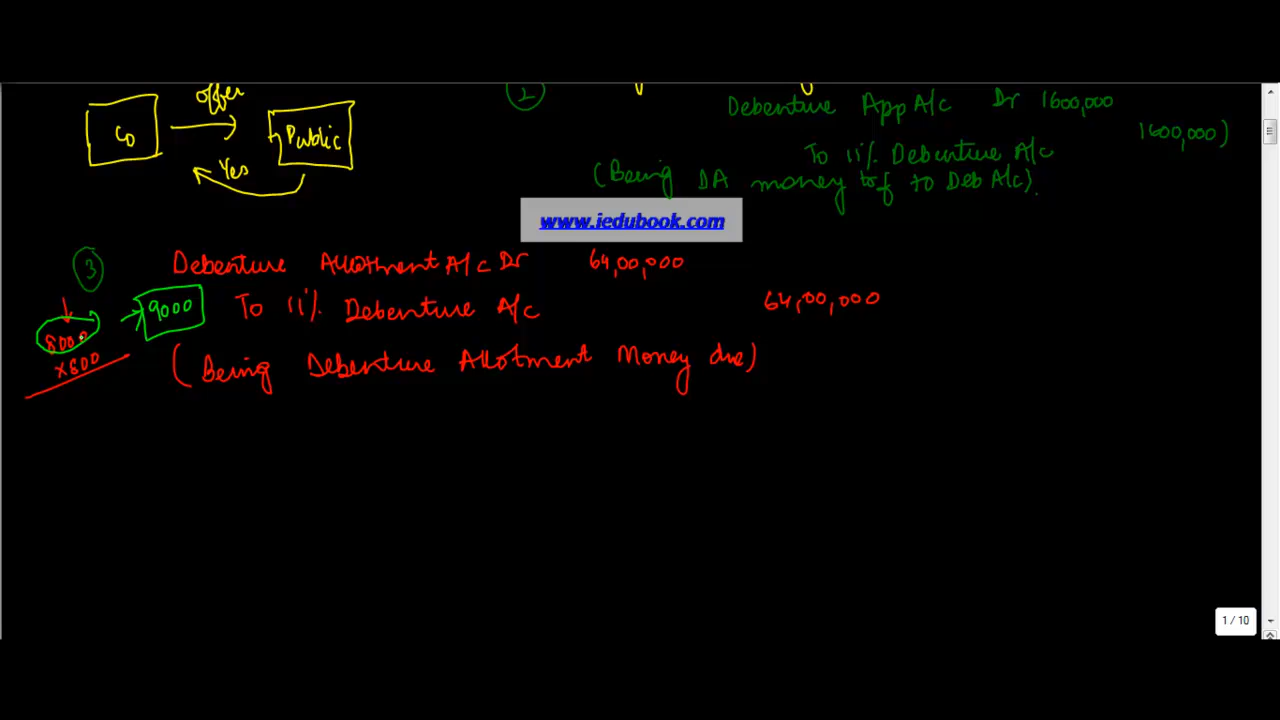 offer
Co
Public
Yes
2
Debenture App A/c Dr 1600,000
To 11% Debenture A/c 1600,000)
(Being DA money tsf to Deb A/c).
www.iedubook.com
3
Debenture Allotment A/c Dr 64,00,000
9000 To 11% Debenture A/c 64,00,000
8000
x800
(Being Debenture Allotment Money due)
1 / 10